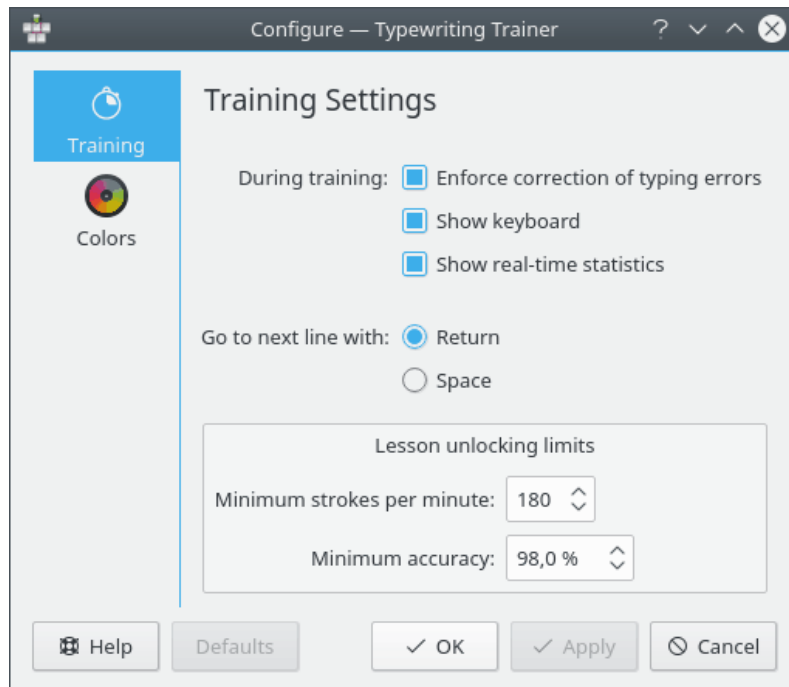 Configure — Typewriting Trainer
Training
Colors
Training Settings
During training: Enforce correction of typing errors
Show keyboard
Show real-time statistics
Go to next line with: Return
Space
Lesson unlocking limits
Minimum strokes per minute: 180
Minimum accuracy: 98,0 %
Help Defaults OK Apply Cancel